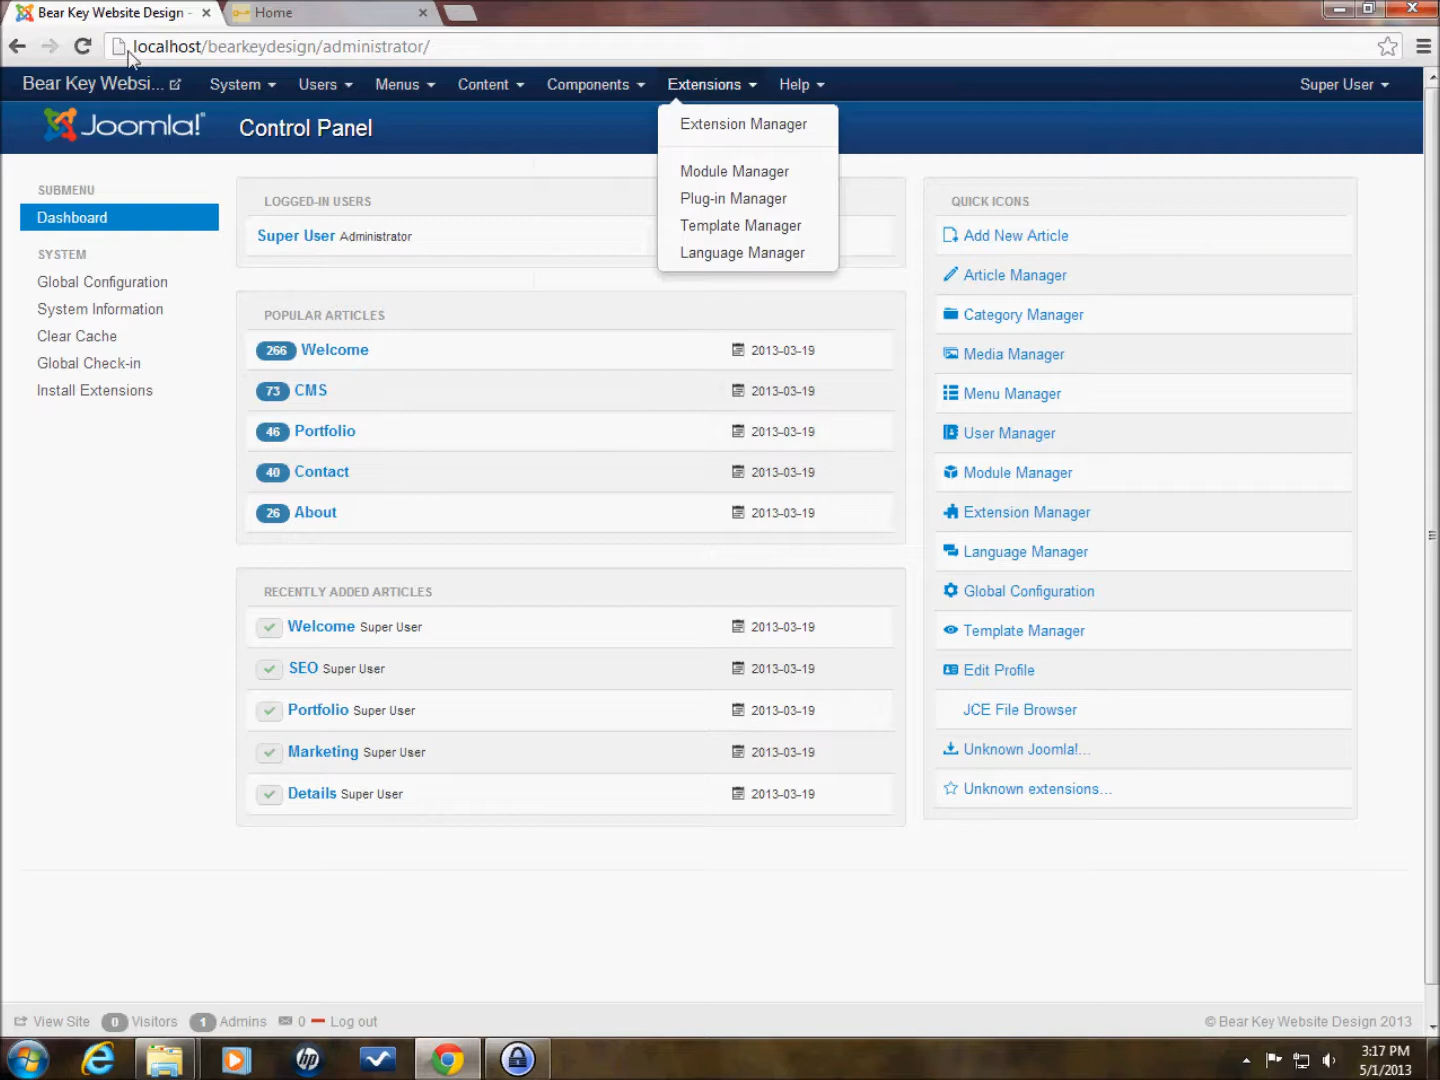 Bear Key Website Design -
Home
localhost/bearkeydesign/administrator/
Bear Key Websi... System Users Menus Content Components Extensions Help Super User
Joomla! Control Panel
Extension Manager
Module Manager
Plug-in Manager
Template Manager
Language Manager
SUBMENU
Dashboard
SYSTEM
Global Configuration
System Information
Clear Cache
Global Check-in
Install Extensions
LOGGED-IN USERS
Super User Administrator
POPULAR ARTICLES
266 Welcome 2013-03-19
73 CMS 2013-03-19
46 Portfolio 2013-03-19
40 Contact 2013-03-19
26 About 2013-03-19
RECENTLY ADDED ARTICLES
Welcome Super User 2013-03-19
SEO Super User 2013-03-19
Portfolio Super User 2013-03-19
Marketing Super User 2013-03-19
Details Super User 2013-03-19
QUICK ICONS
Add New Article
Article Manager
Category Manager
Media Manager
Menu Manager
User Manager
Module Manager
Extension Manager
Language Manager
Global Configuration
Template Manager
Edit Profile
JCE File Browser
Unknown Joomla!...
Unknown extensions...
View Site 0 Visitors 1 Admins 0 Log out © Bear Key Website Design 2013
3:17 PM
5/1/2013